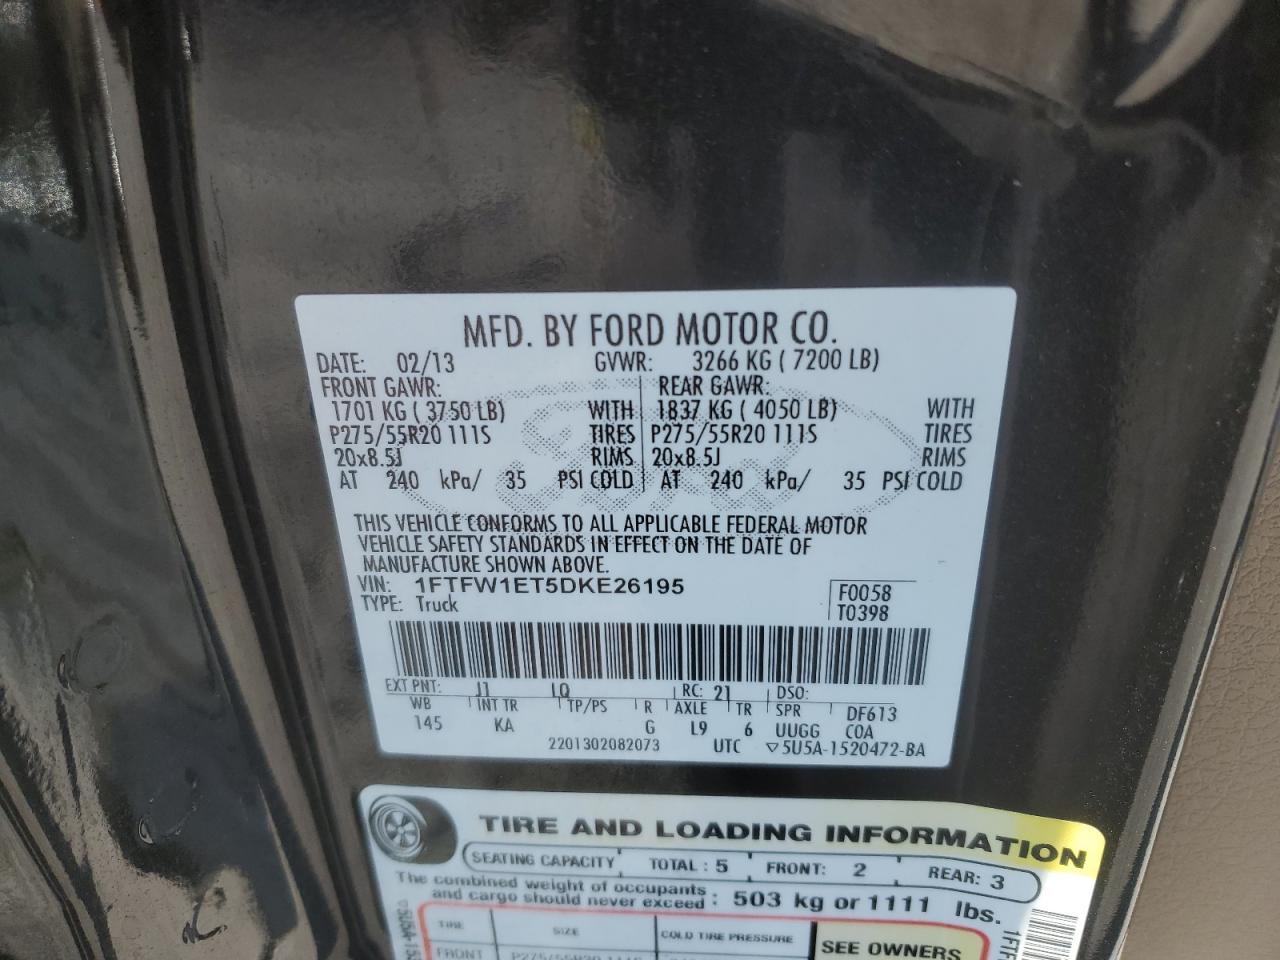 MFD. BY FORD MOTOR CO.
DATE: 02/13 GVWR: 3266 KG ( 7200 LB)
FRONT GAWR: REAR GAWR:
1701 KG ( 3750 LB) WITH 1837 KG ( 4050 LB) WITH
P275/55R20 111S TIRES P275/55R20 111S TIRES
20x8.5J RIMS 20x8.5J RIMS
AT 240 kPa/ 35 PSI COLD AT 240 kPa/ 35 PSI COLD
THIS VEHICLE CONFORMS TO ALL APPLICABLE FEDERAL MOTOR
VEHICLE SAFETY STANDARDS IN EFFECT ON THE DATE OF
MANUFACTURE SHOWN ABOVE.
VIN: 1FTFW1ET5DKE26195 F0058
TYPE: Truck T0398
EXT PNT: J1 LQ RC: 21 DSO:
WB INT TR TP/PS R AXLE TR SPR DF613
145 KA G L9 6 UUGG COA
2201302082073 UTC ▽5U5A-1520472-BA
TIRE AND LOADING INFORMATION
SEATING CAPACITY TOTAL : 5 FRONT: 2 REAR: 3
The combined weight of occupants
and cargo should never exceed : 503 kg or 1111 lbs.
TIRE SIZE COLD TIRE PRESSURE SEE OWNERS
FRONT P275/55R20 111S